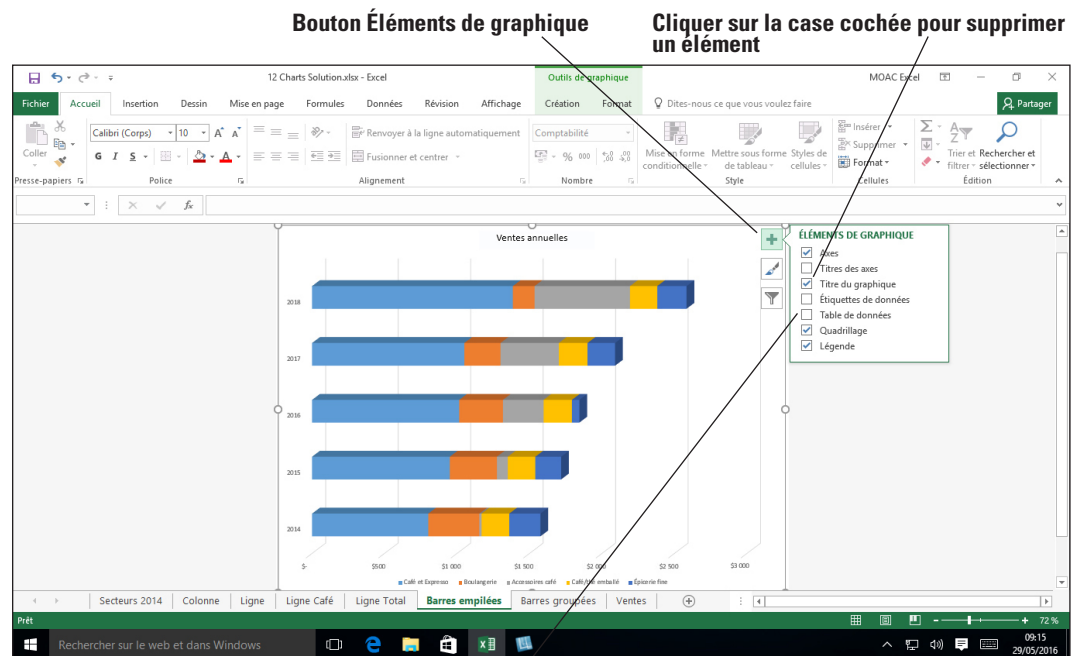 Bouton Éléments de graphique
Cliquer sur la case cochée pour supprimer
un élément
12 Charts Solution.xlsx - Excel
Outils de graphique
MOAC Excel
Fichier Accueil Insertion Dessin Mise en page Formules Données Révision Affichage Création Format Dites-nous ce que vous voulez faire Partager
Coller
Calibri (Corps) 10
G I S
Renvoyer à la ligne automatiquement
Fusionner et centrer
Comptabilité
% 000
Mise en forme conditionnelle
Mettre sous forme de tableau
Styles de cellules
Insérer
Supprimer
Format
Trier et filtrer
Rechercher et sélectionner
Presse-papiers Police Alignement Nombre Style Cellules Édition
fx
Ventes annuelles
ÉLÉMENTS DE GRAPHIQUE
Axes
Titres des axes
Titre du graphique
Étiquettes de données
Table de données
Quadrillage
Légende
2018
2017
2016
2015
2014
$- $500 $1 000 $1 500 $2 000 $2 500 $3 000
Café et Expresso Boulangerie Accessoires café Café/thé emballé Épicerie fine
Secteurs 2014 Colonne Ligne Ligne Café Ligne Total Barres empilées Barres groupées Ventes
Prêt
72 %
Rechercher sur le web et dans Windows
09:15
29/05/2016